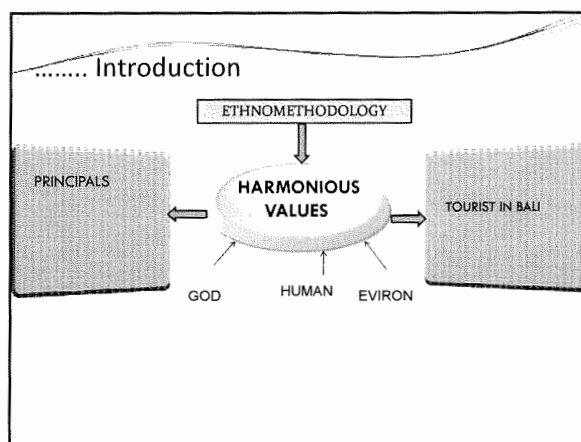 ........ Introduction
ETHNOMETHODOLOGY
PRINCIPALS
HARMONIOUS
VALUES
TOURIST IN BALI
GOD
HUMAN
EVIRON